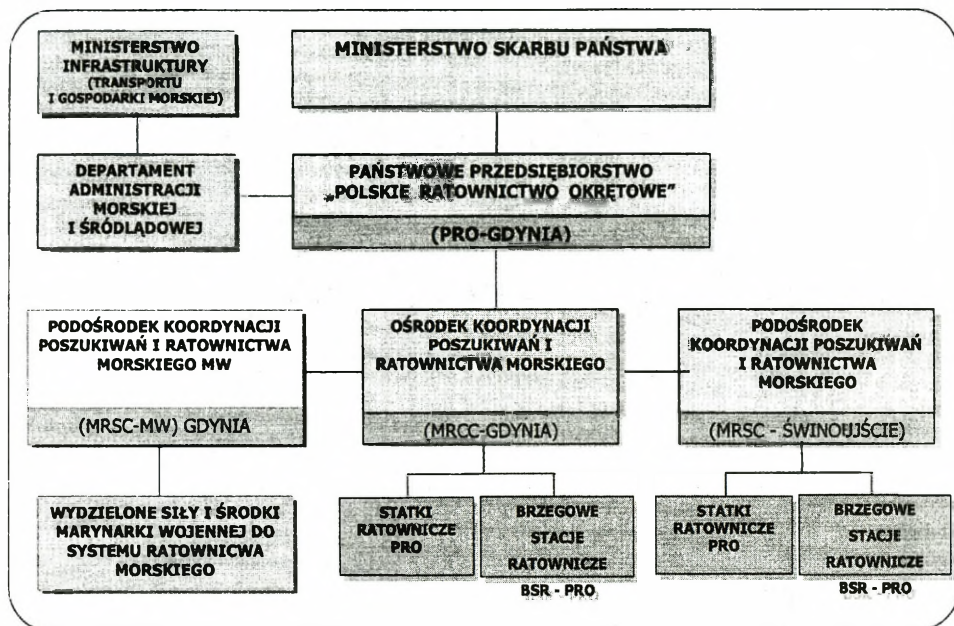 MINISTERSTWO
INFRASTRUKTURY
(TRANSPORTU
I GOSPODARKI MORSKIEJ)
MINISTERSTWO SKARBU PAŃSTWA
DEPARTAMENT
ADMINISTRACJI
MORSKIEJ
I ŚRÓDLĄDOWEJ
PAŃSTWOWE PRZEDSIĘBIORSTWO
„POLSKIE RATOWNICTWO OKRĘTOWE”
(PRO-GDYNIA)
PODOŚRODEK KOORDYNACJI
POSZUKIWAŃ I RATOWNICTWA
MORSKIEGO MW
(MRSC-MW) GDYNIA
OŚRODEK KOORDYNACJI
POSZUKIWAŃ I
RATOWNICTWA MORSKIEGO
(MRCC-GDYNIA)
PODOŚRODEK
KOORDYNACJI POSZUKIWAŃ
I RATOWNICTWA
MORSKIEGO
(MRSC - ŚWINOUJŚCIE)
WYDZIELONE SIŁY I ŚRODKI
MARYNARKI WOJENNEJ DO
SYSTEMU RATOWNICWA
MORSKIEGO
STATKI
RATOWNICZE
PRO
BRZEGOWE
STACJE
RATOWNICZE
BSR - PRO
STATKI
RATOWNICZE
PRO
BRZEGOWE
STACJE
RATOWNICZE
BSR - PRO